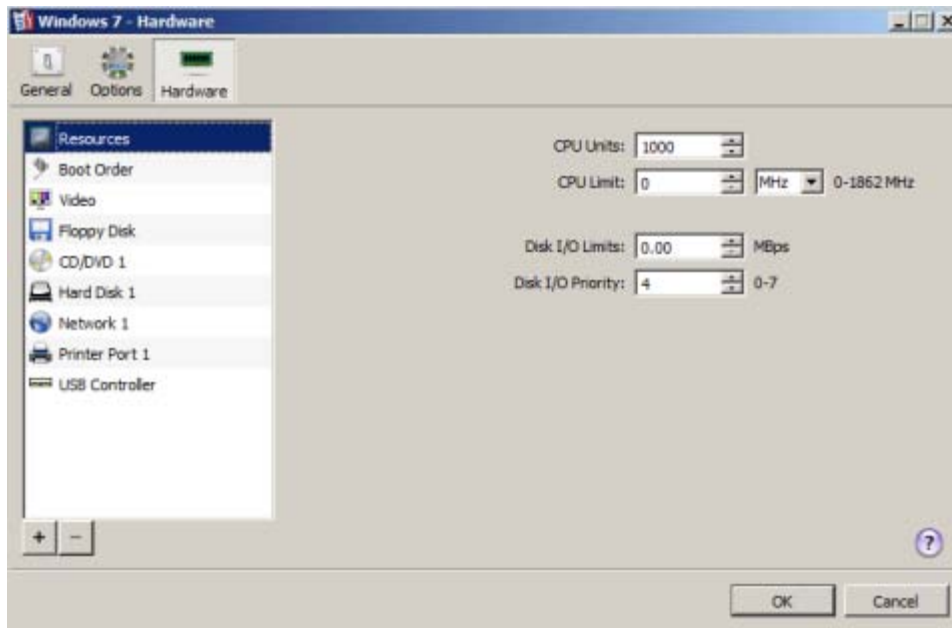 Windows 7 - Hardware
General Options Hardware
Resources
Boot Order
Video
Floppy Disk
CD/DVD 1
Hard Disk 1
Network 1
Printer Port 1
USB Controller
CPU Units: 1000
CPU Limit: 0 MHz 0-1862 MHz
Disk I/O Limits: 0.00 MBps
Disk I/O Priority: 4 0-7
+ -
?
OK Cancel